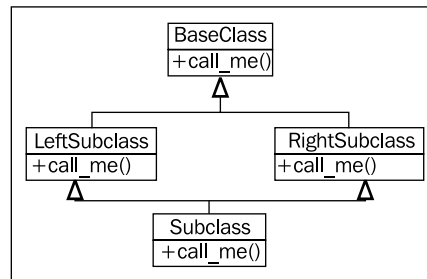 BaseClass
+call_me()
LeftSubclass
+call_me()
RightSubclass
+call_me()
Subclass
+call_me()